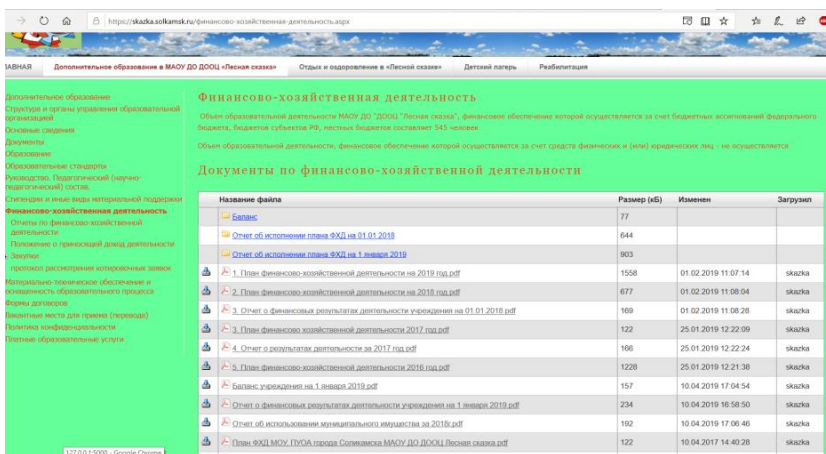 https://skazka.solkamsk.ru/финансово-хозяйственная-деятельность.aspx
ЛАВНАЯ Дополнительное образование в МАОУ ДО ДООЦ «Лесная сказка» Отдых и оздоровление в «Лесной сказке» Детский лагерь Реабилитация
Дополнительное образование
Структура и органы управления образовательной
организацией
Основные сведения
Документы
Образование
Образовательные стандарты
Руководство. Педагогический (научно-
педагогический) состав.
Стипендии и иные виды материальной поддержки
Финансово-хозяйственная деятельность
Отчеты по финансово-хозяйственной
деятельности
Положение о приносящей доход деятельности
Закупки
протокол рассмотрения котировочных заявок
Материально-техническое обеспечение и
оснащенность образовательного процесса
Формы договоров
Вакантные места для приема (перевода)
Политика конфиденциальности
Платные образовательные услуги
Финансово-хозяйственная деятельность
Объем образовательной деятельности МАОУ ДО "ДООЦ "Лесная сказка", финансовое обеспечение которой осуществляется за счет бюджетных ассигнований федерального
бюджета, бюджетов субъектов РФ, местных бюджетов составляет 545 человек
Объем образовательной деятельности, финансовое обеспечение которой осуществляется за счет средств физических и (или) юридических лиц - не осуществляется
Документы по финансово-хозяйственной деятельности
Название файла Размер (кБ) Изменен Загрузил
Баланс 77
Отчет об исполнении плана ФХД на 01.01.2018 644
Отчет об исполнении плана ФХД на 1 января 2019 903
1. План финансово-хозяйственной деятельности на 2019 год.pdf 1558 01.02.2019 11:07:14 skazka
2. План финансово-хозяйственной деятельности на 2018 год.pdf 677 01.02.2019 11:08:04 skazka
3. Отчет о финансовых результатах деятельности учреждения на 01.01.2018.pdf 169 01.02.2019 11:08:28 skazka
3. План финансово хозяйственной деятельности 2017 год.pdf 122 25.01.2019 12:22:09 skazka
4. Отчет о результатах деятельности за 2017 год.pdf 166 25.01.2019 12:22:24 skazka
5. План финансово хозяйственной деятельности 2016 год.pdf 1228 25.01.2019 12:21:38 skazka
Баланс учреждения на 1 января 2019.pdf 157 10.04.2019 17:04:54 skazka
Отчет о финансовых результатах деятельности учреждения на 1 января 2019.pdf 234 10.04.2019 16:58:50 skazka
Отчет об использовании муниципального имущества за 2018г.pdf 192 10.04.2019 17:06:46 skazka
План ФХД МОУ, ПУОА города Соликамска МАОУ ДО ДООЦ Лесная сказка.pdf 122 10.04.2017 14:40:28 skazka
127.0.0.1:5000 - Google Chrome